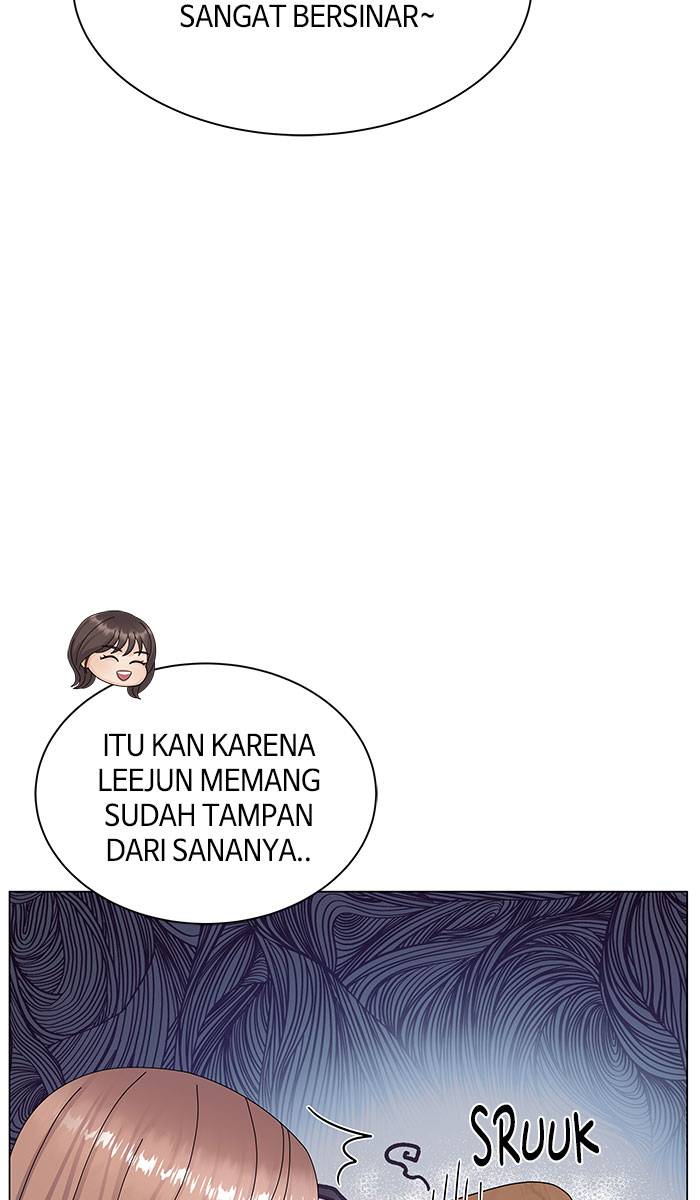 SANGAT BERSINAR~
ITU KAN KARENA
LEEJUN MEMANG
SUDAH TAMPAN
DARI SANANYA..
SRUUK